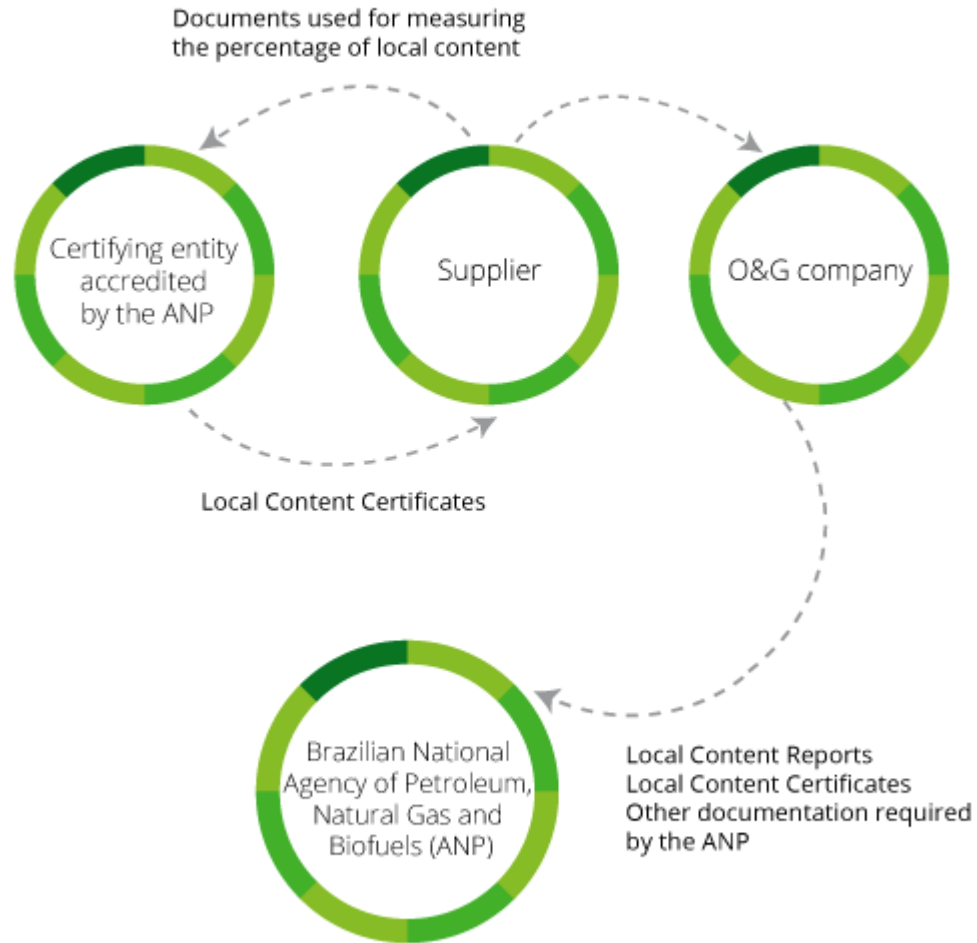 Documents used for measuring
the percentage of local content
Certifying entity
accredited
by the ANP
Supplier
O&G company
Local Content Certificates
Brazilian National
Agency of Petroleum,
Natural Gas and
Biofuels (ANP)
Local Content Reports
Local Content Certificates
Other documentation required
by the ANP